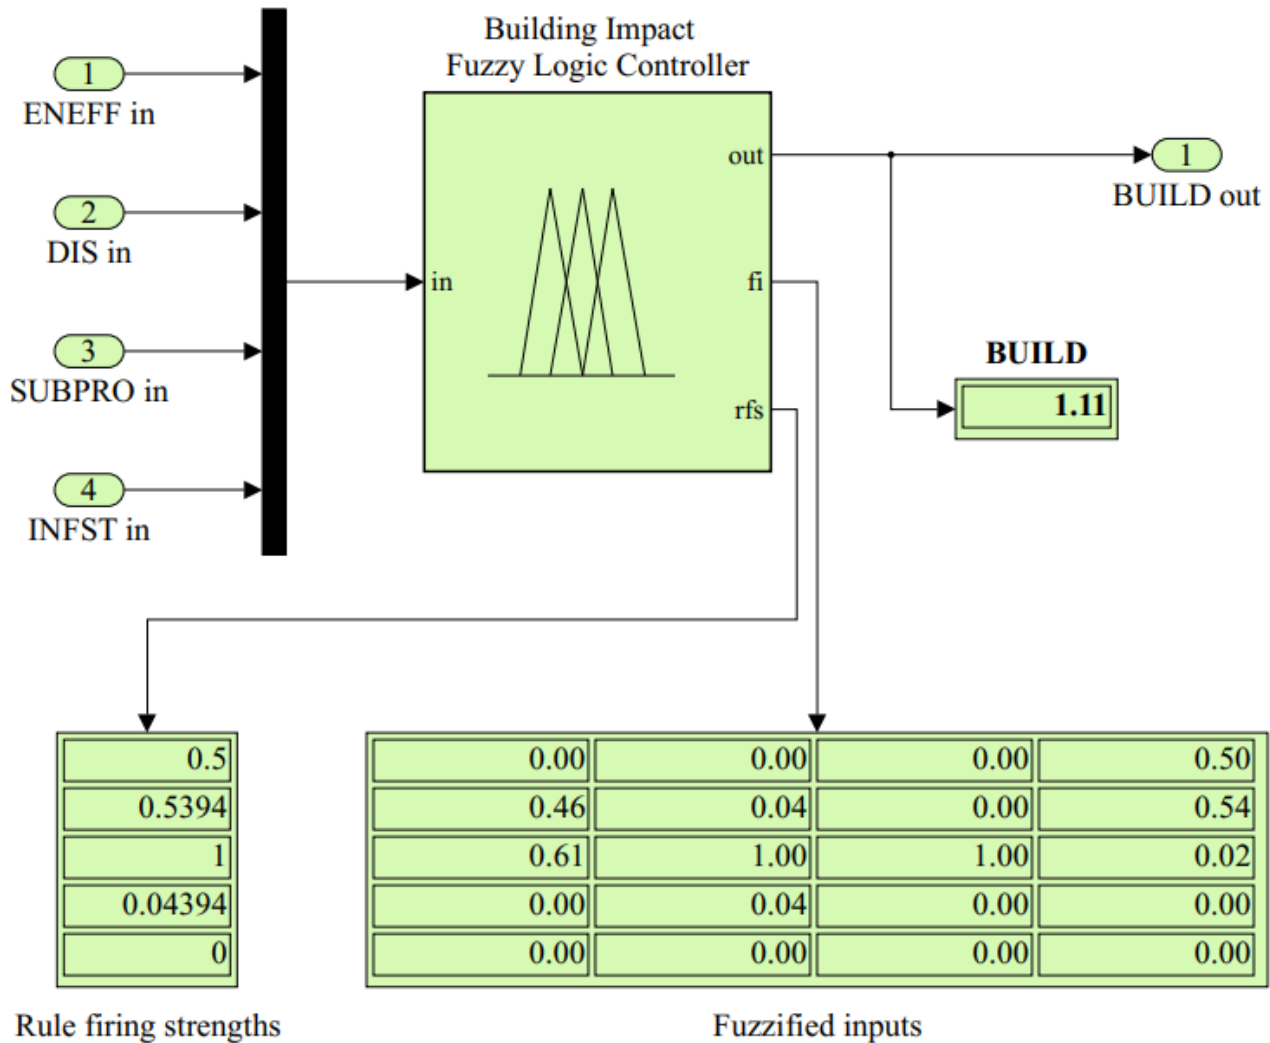 Building Impact
Fuzzy Logic Controller
1
ENEFF in
2
DIS in
3
SUBPRO in
4
INFST in
in
out
fi
rfs
1
BUILD out
BUILD
1.11
0.5
0.5394
1
0.04394
0
Rule firing strengths
0.00 0.00 0.00 0.50
0.46 0.04 0.00 0.54
0.61 1.00 1.00 0.02
0.00 0.04 0.00 0.00
0.00 0.00 0.00 0.00
Fuzzified inputs